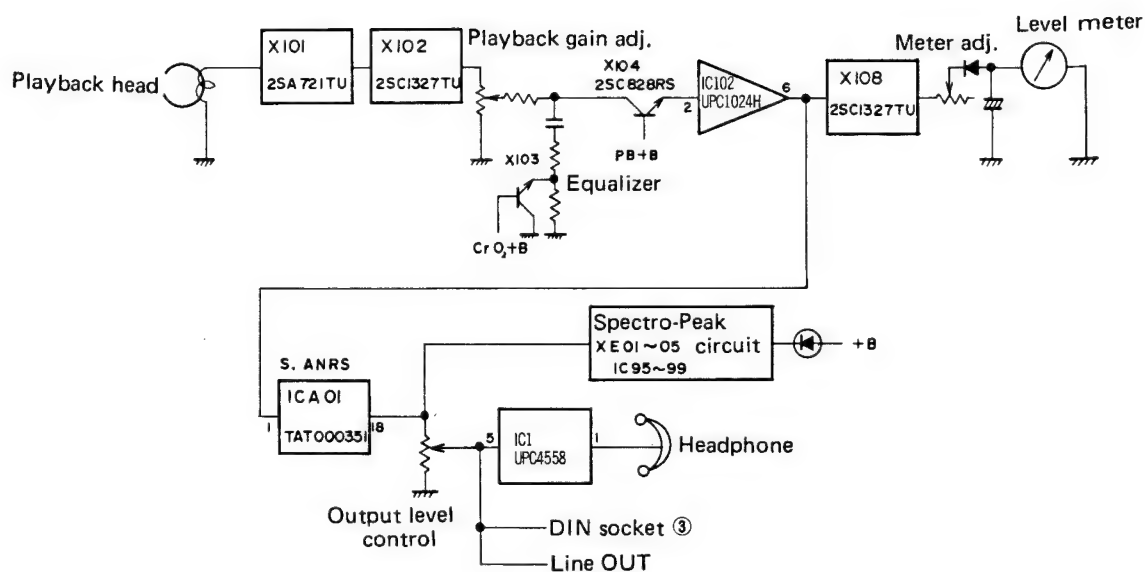 Playback head
X101
2SA721TU
X102
2SC1327TU
Playback gain adj.
X103
Equalizer
CrO₂+B
X104
2SC828RS
PB+B
2
IC102
UPC1024H
6
X108
2SC1327TU
Meter adj.
Level meter
S. ANRS
1
ICA01
TAT000351
18
Output level
control
Spectro-Peak
XE01~05 circuit
IC95~99
+B
5
IC1
UPC4558
1
Headphone
DIN socket ③
Line OUT